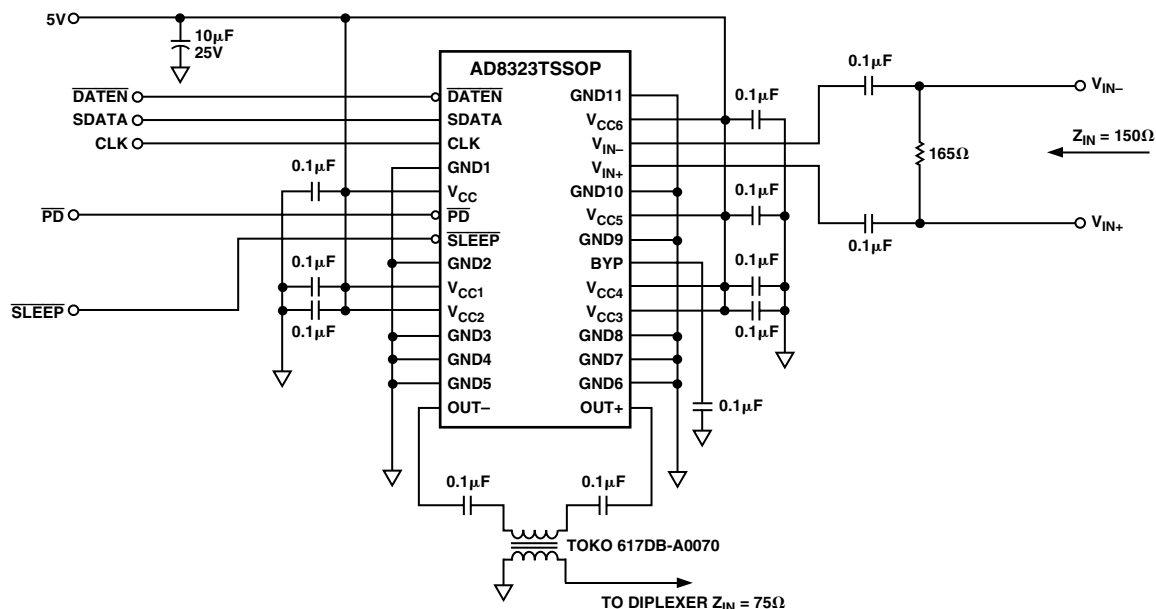 5V
10μF
25V
AD8323TSSOP
DATEN
SDATA
CLK
PD
SLEEP
DATEN
SDATA
CLK
GND1
VCC
PD
SLEEP
GND2
VCC1
VCC2
GND3
GND4
GND5
OUT–
GND11
VCC6
VIN–
VIN+
GND10
VCC5
GND9
BYP
VCC4
VCC3
GND8
GND7
GND6
OUT+
0.1μF
0.1μF
0.1μF
0.1μF
0.1μF
0.1μF
0.1μF
0.1μF
0.1μF
0.1μF
165Ω
VIN–
ZIN = 150Ω
VIN+
0.1μF
0.1μF
TOKO 617DB-A0070
TO DIPLEXER ZIN = 75Ω